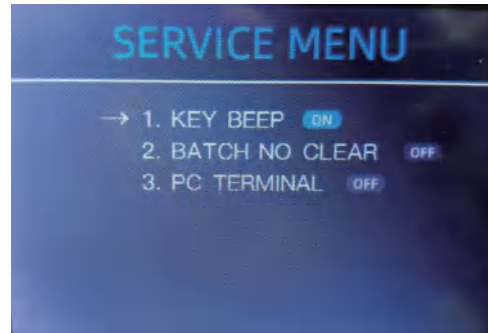 SERVICE MENU
→ 1. KEY BEEP ON
2. BATCH NO CLEAR OFF
3. PC TERMINAL OFF